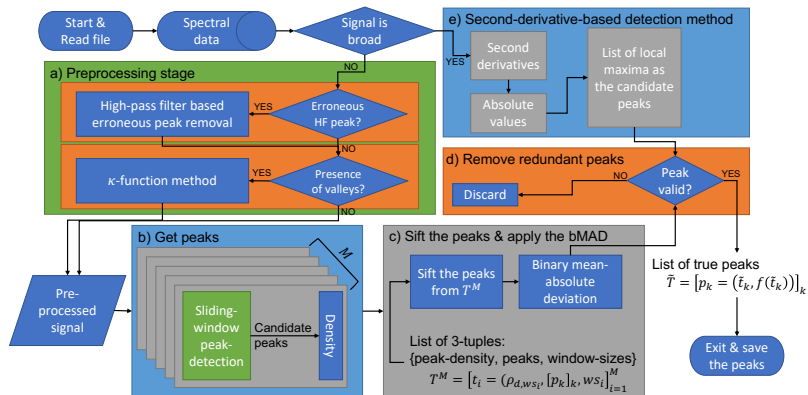 Start &
Read file
Spectral
data
Signal is
broad
YES
NO
e) Second-derivative-based detection method
Second
derivatives
Absolute
values
List of local
maxima as
the candidate
peaks
a) Preprocessing stage
High-pass filter based
erroneous peak removal
YES
Erroneous
HF peak?
NO
κ-function method
YES
Presence
of valleys?
NO
d) Remove redundant peaks
Discard
NO
Peak
valid?
YES
Pre-
processed
signal
b) Get peaks
M
Sliding-
window
peak-
detection
Candidate
peaks
Density
c) Sift the peaks & apply the bMAD
Sift the peaks
from T^M
Binary mean-
absolute
deviation
List of 3-tuples:
{peak-density, peaks, window-sizes}
T^M = [t_i = (ρ_{d,ws_i}, [p_k]_k, ws_i]_{i=1}^M
List of true peaks
T̃ = [p_k = (t̃_k, f(t̃_k))]_k
Exit & save
the peaks